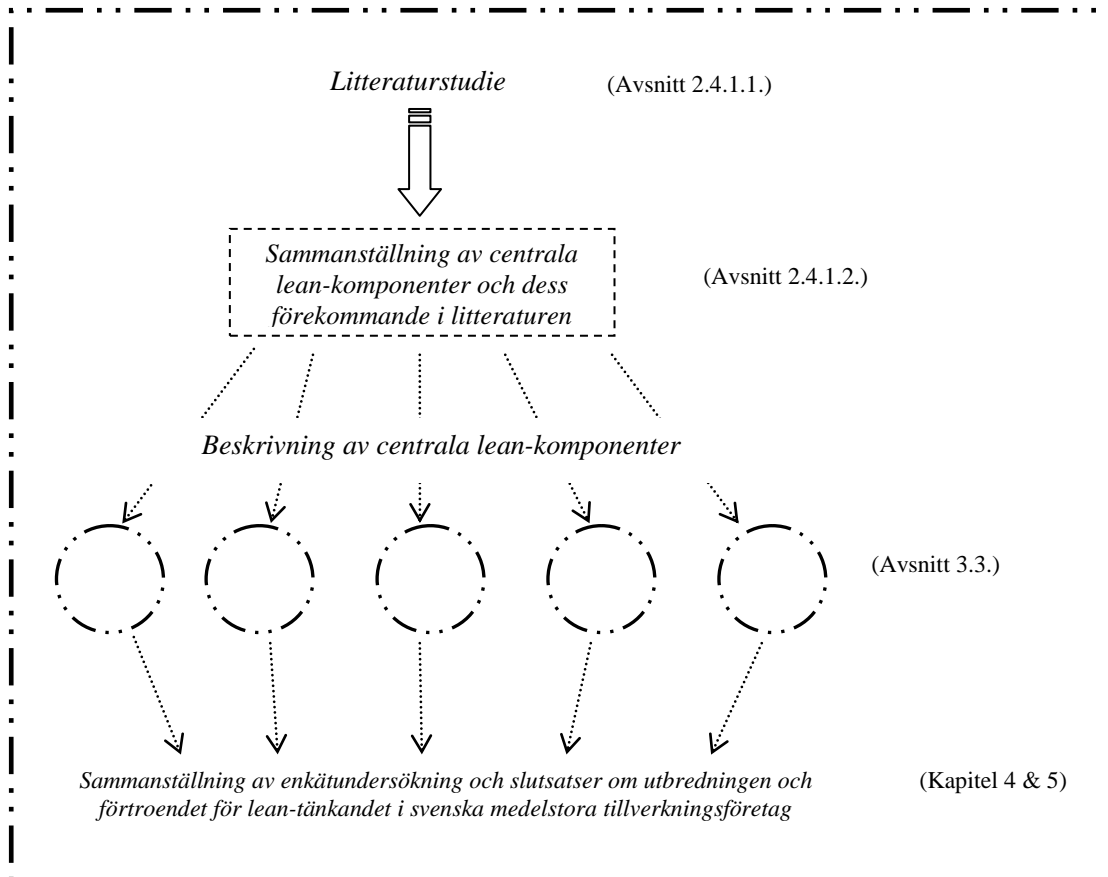 Litteraturstudie (Avsnitt 2.4.1.1.)
Sammanställning av centrala
lean-komponenter och dess
förekommande i litteraturen
(Avsnitt 2.4.1.2.)
Beskrivning av centrala lean-komponenter
(Avsnitt 3.3.)
Sammanställning av enkätundersökning och slutsatser om utbredningen och
förtroendet för lean-tänkandet i svenska medelstora tillverkningsföretag
(Kapitel 4 & 5)